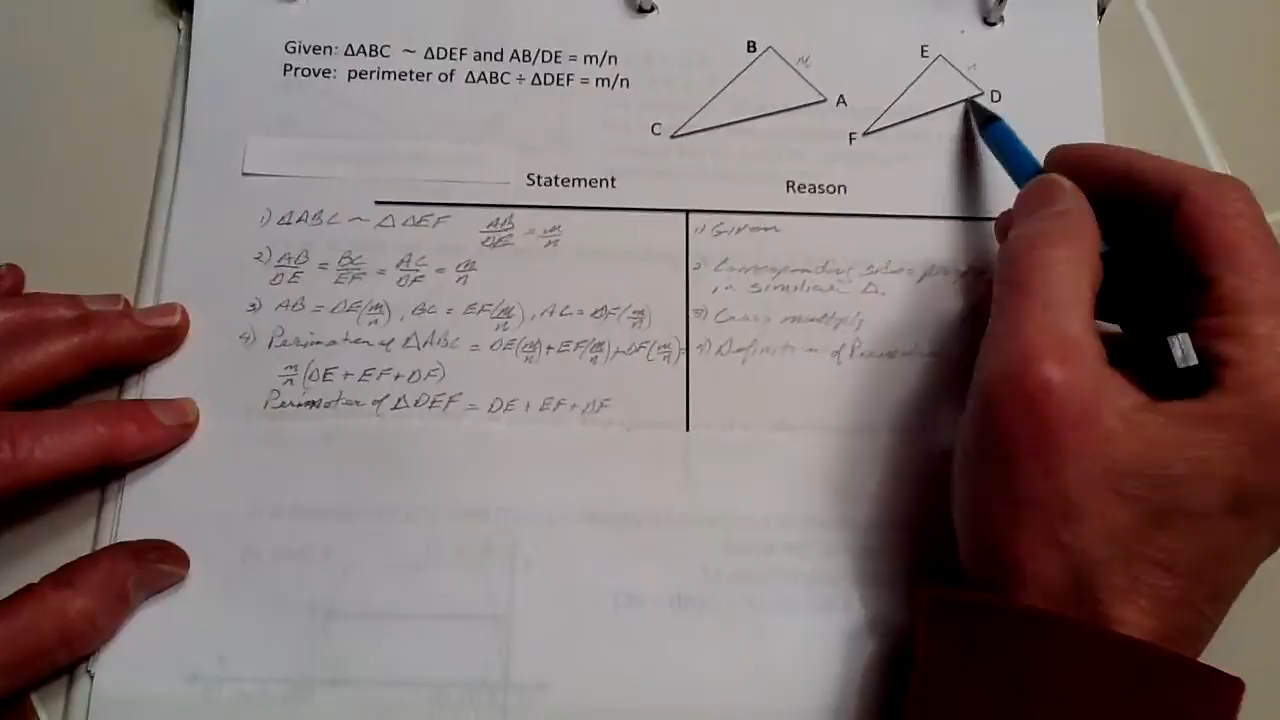 Given: ΔABC ~ ΔDEF and AB/DE = m/n
Prove: perimeter of ΔABC ÷ ΔDEF = m/n
B
m
A
C
E
n
D
F
Statement
Reason
1) ΔABC ~ ΔDEF AB/DE = m/n
1) Given
2) AB/DE = BC/EF = AC/DF = m/n
2 Corresponding sides
in similar Δ.
3) AB = DE(m/n), BC = EF(m/n), AC = DF(m/n)
3) Cross multiply
4) Perimeter of ΔABC = DE(m/n) + EF(m/n) + DF(m/n) =
m/n (DE + EF + DF)
Perimeter of ΔDEF = DE + EF + DF
4) Definition of Perimeter